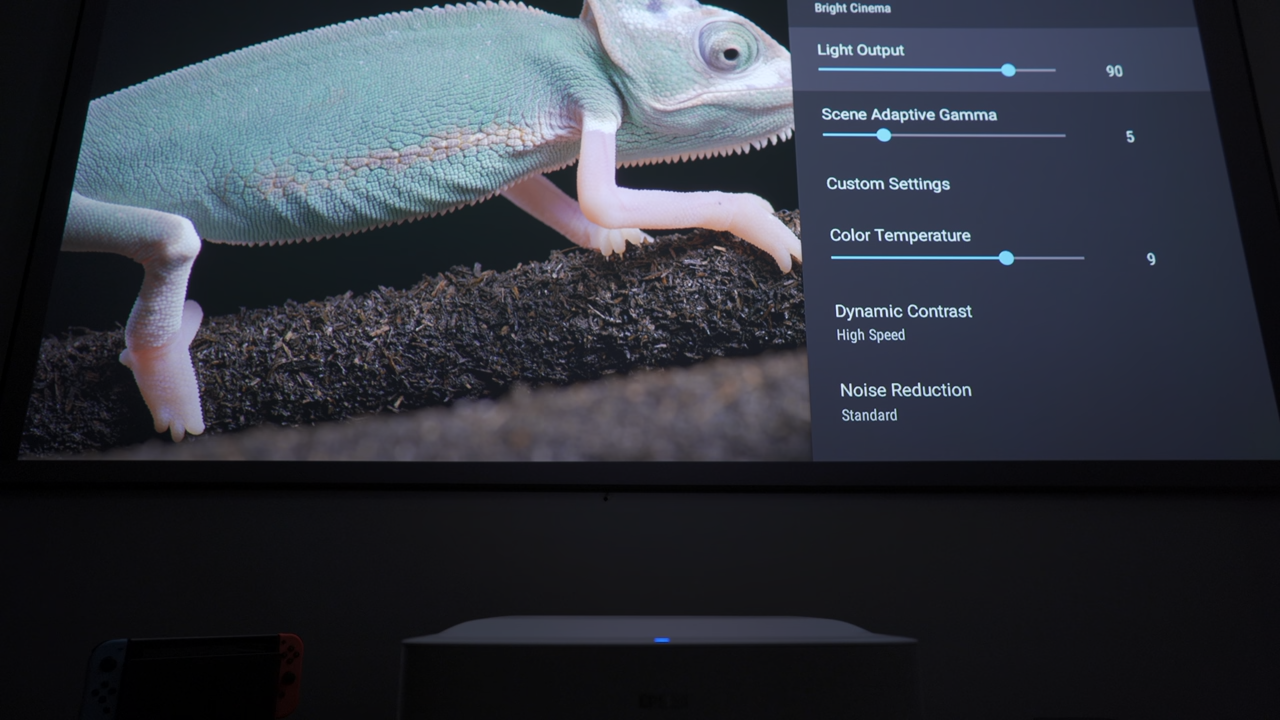 Bright Cinema
Light Output
90
Scene Adaptive Gamma
5
Custom Settings
Color Temperature
9
Dynamic Contrast
High Speed
Noise Reduction
Standard